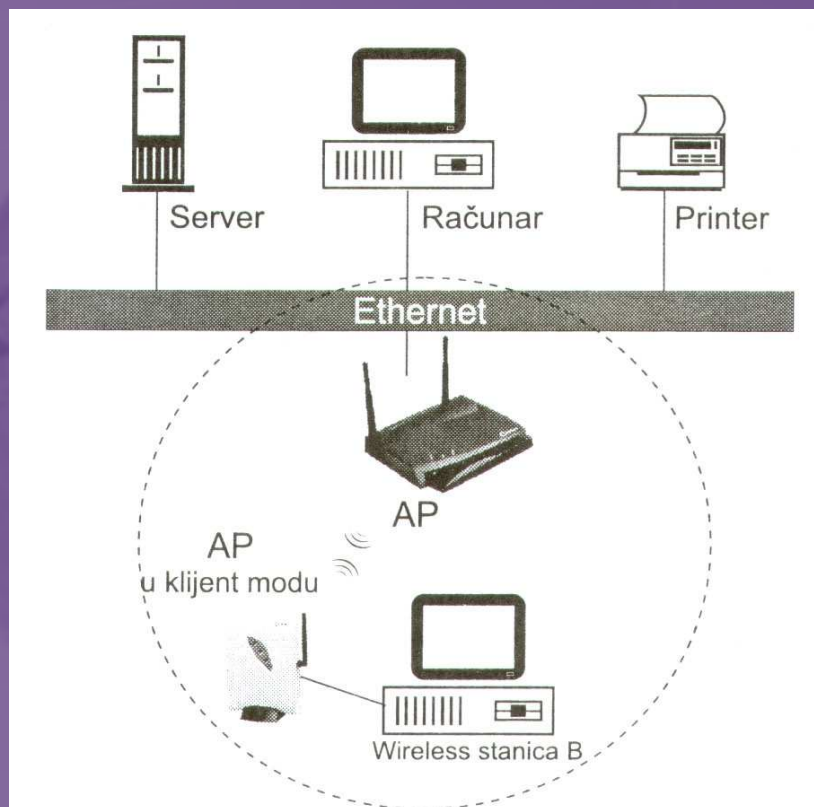 Server
Računar
Printer
Ethernet
AP
AP
u klijent modu
Wireless stanica B